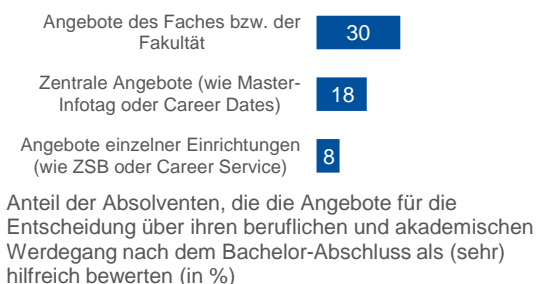 Angebote des Faches bzw. der
Fakultät
30
Zentrale Angebote (wie Master-
Infotag oder Career Dates)
18
Angebote einzelner Einrichtungen
(wie ZSB oder Career Service)
8
Anteil der Absolventen, die die Angebote für die
Entscheidung über ihren beruflichen und akademischen
Werdegang nach dem Bachelor-Abschluss als (sehr)
hilfreich bewerten (in %)